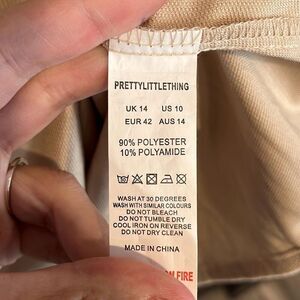 PRETTYLITTLETHING
UK 14 US 10
EUR 42 AUS 14
90% POLYESTER
10% POLYAMIDE
WASH AT 30 DEGREES
WASH WITH SIMILAR COLOURS
DO NOT BLEACH
DO NOT TUMBLE DRY
COOL IRON ON REVERSE
DO NOT DRY CLEAN
MADE IN CHINA
FIRE